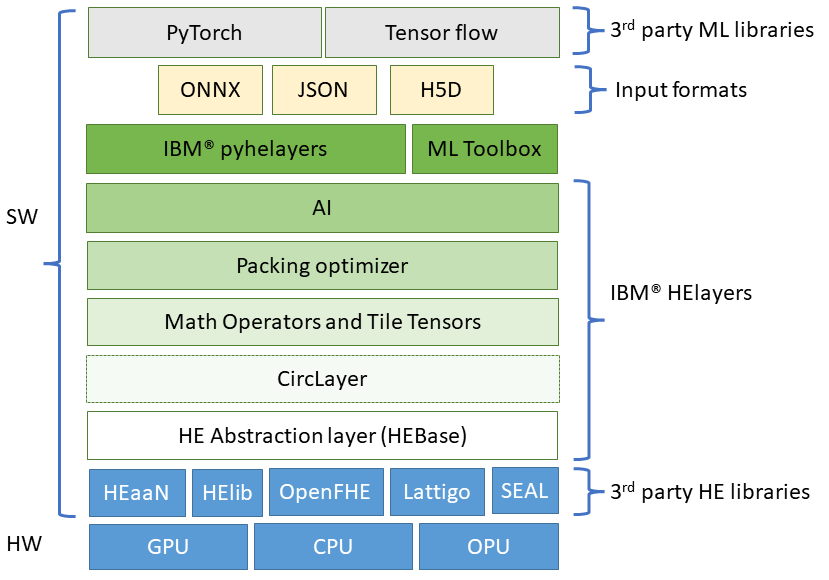 PyTorch
Tensor flow
3rd party ML libraries
ONNX
JSON
H5D
Input formats
IBM® pyhelayers
ML Toolbox
AI
SW
Packing optimizer
IBM® HElayers
Math Operators and Tile Tensors
CircLayer
HE Abstraction layer (HEBase)
HEaaN
HElib
OpenFHE
Lattigo
SEAL
3rd party HE libraries
HW
GPU
CPU
OPU